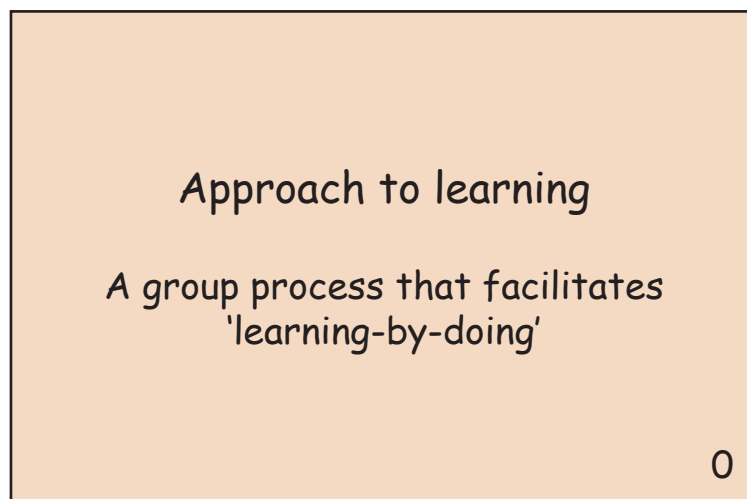 Approach to learning
A group process that facilitates
‘learning-by-doing’
0